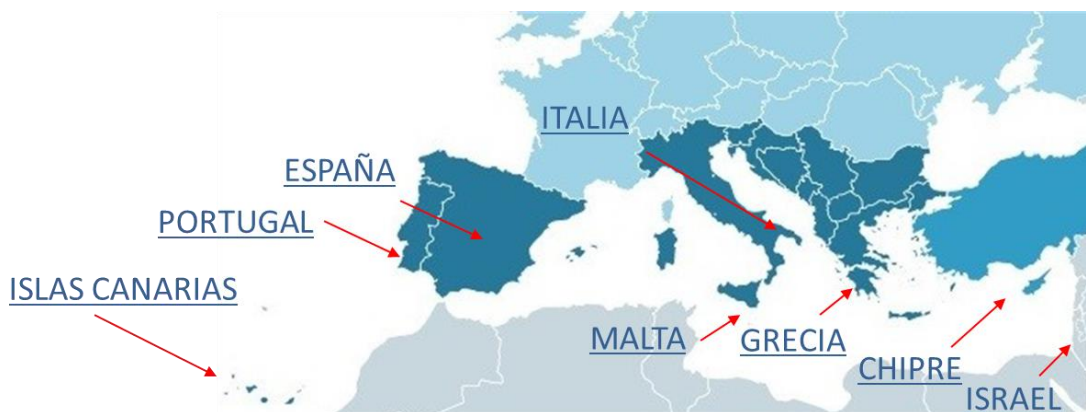 ITALIA
ESPAÑA
PORTUGAL
ISLAS CANARIAS
MALTA
GRECIA
CHIPRE
ISRAEL